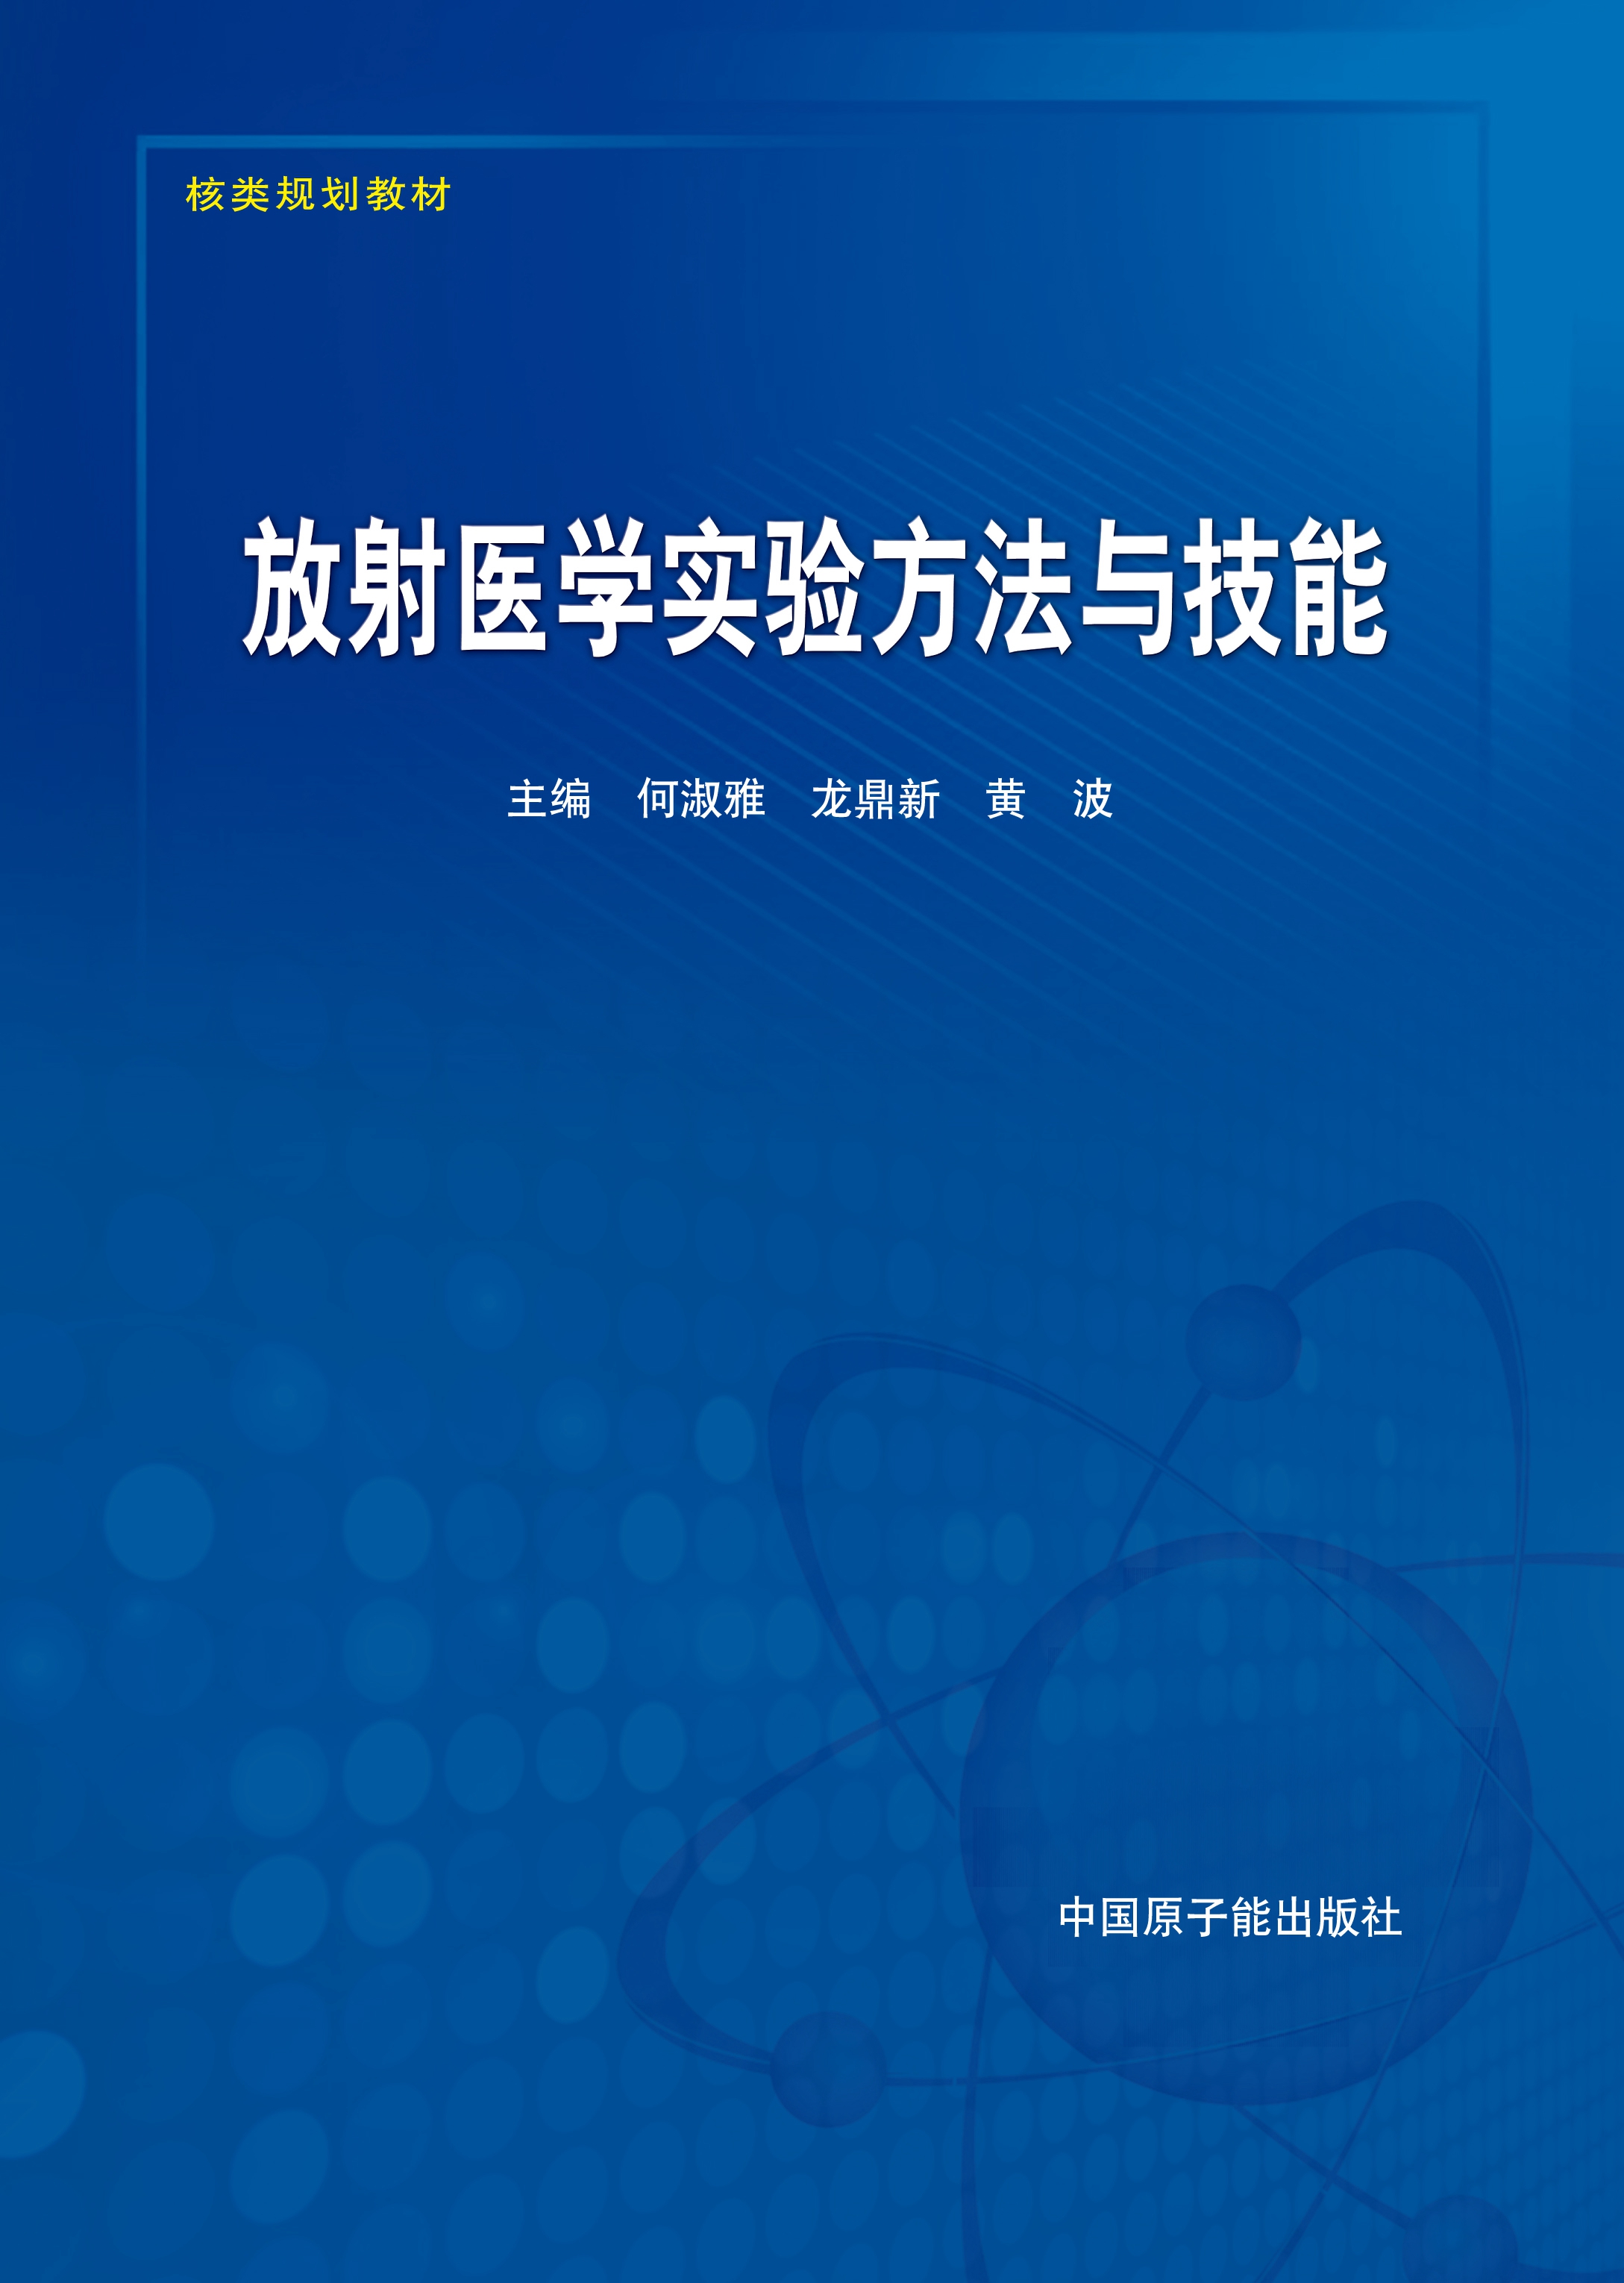 核类规划教材
放射医学实验方法与技能
主编　何淑雅　龙鼎新　黄　波
中国原子能出版社